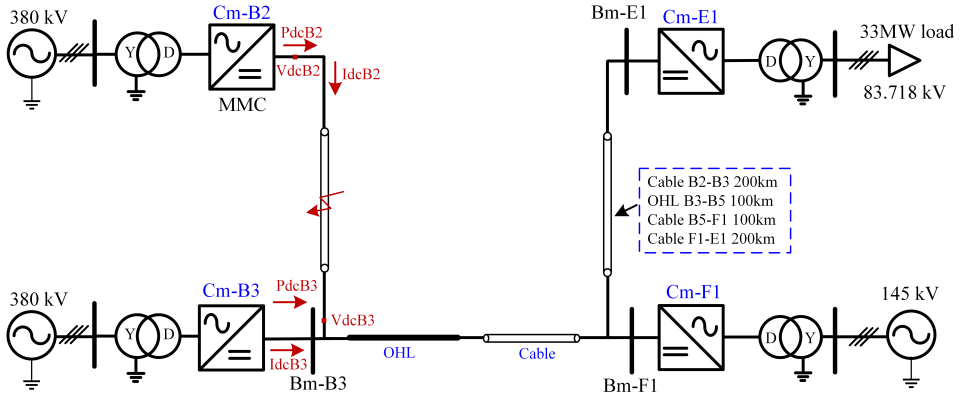 380 kV
Cm-B2
PdcB2
VdcB2
IdcB2
Y
D
MMC
Bm-E1
Cm-E1
33MW load
D
Y
83.718 kV
Cable B2-B3 200km
OHL B3-B5 100km
Cable B5-F1 100km
Cable F1-E1 200km
380 kV
Cm-B3
PdcB3
VdcB3
Y
D
IdcB3
Bm-B3
OHL
Cable
Cm-F1
145 kV
D
Y
Bm-F1